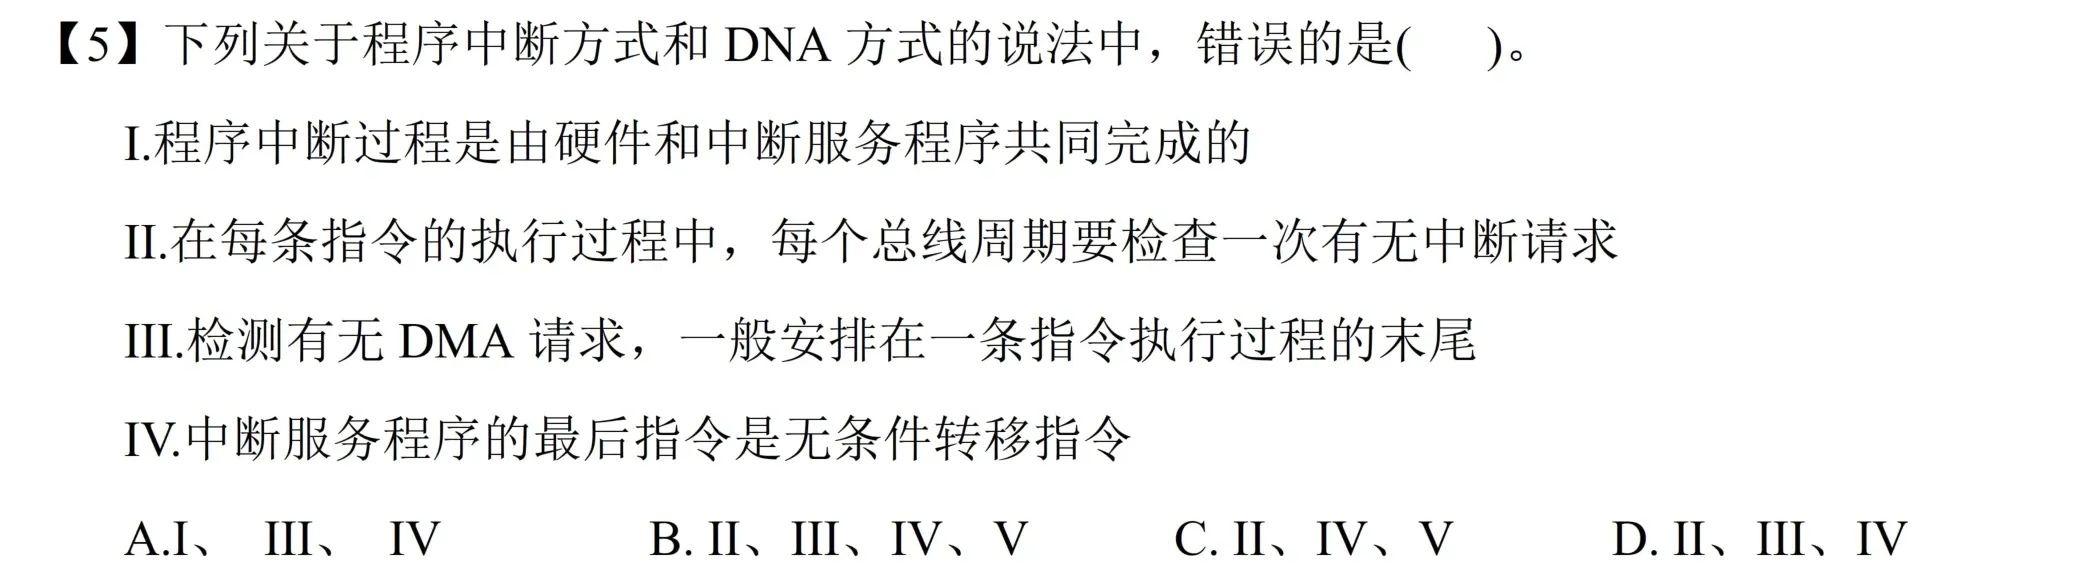 【5】下列关于程序中断方式和 DNA 方式的说法中，错误的是( )。
I.程序中断过程是由硬件和中断服务程序共同完成的
II.在每条指令的执行过程中，每个总线周期要检查一次有无中断请求
III.检测有无 DMA 请求，一般安排在一条指令执行过程的末尾
IV.中断服务程序的最后指令是无条件转移指令
A.I、 III、 IV B. II、III、IV、V C. II、IV、V D. II、III、IV